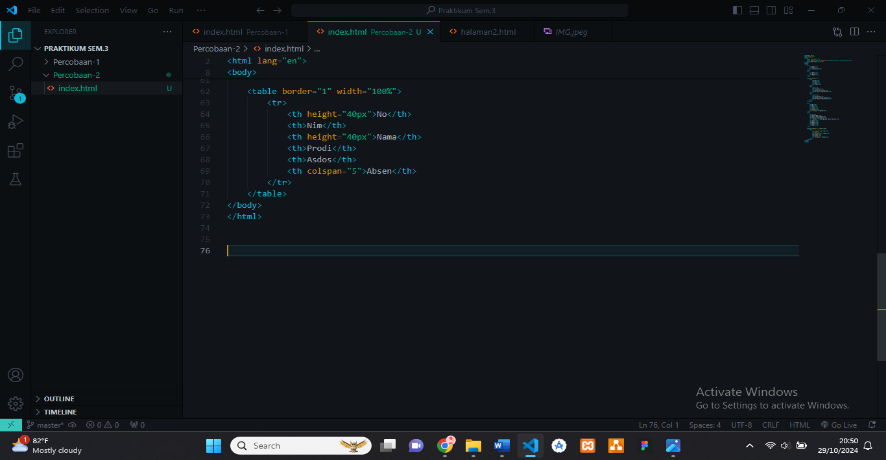 File Edit Selection View Go Run ··· Praktikum Sem.3
EXPLORER ···
PRAKTIKUM SEM.3
Percobaan-1
Percobaan-2
index.html U
index.html Percobaan-1 index.html Percobaan-2 U halaman2.html IMG.jpeg
Percobaan-2 > index.html > ...
2 <html lang="en">
8 <body>
62 <table border="1" width="100%">
63 <tr>
64 <th height="40px">No</th>
65 <th>Nim</th>
66 <th height="40px">Nama</th>
67 <th>Prodi</th>
68 <th>Asdos</th>
69 <th colspan="5">Absen</th>
70 </tr>
71 </table>
72 </body>
73 </html>
74
75
76
OUTLINE
TIMELINE
Activate Windows
Go to Settings to activate Windows.
master* 0 0 0 Ln 76, Col 1 Spaces: 4 UTF-8 CRLF HTML Go Live
82°F
Mostly cloudy
Search
20:50
29/10/2024